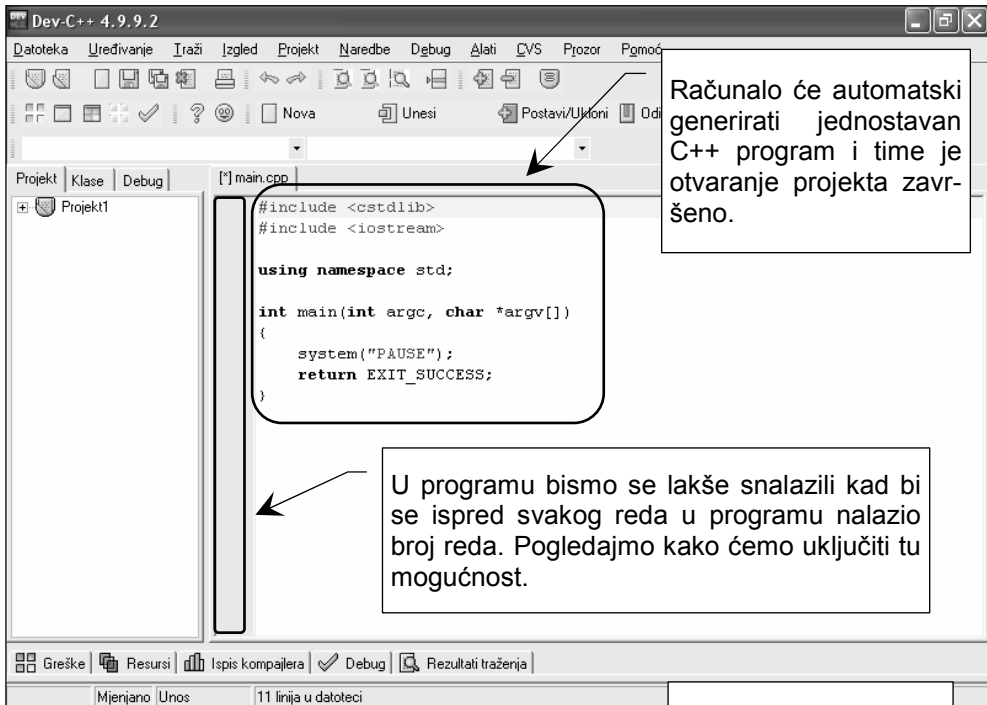 Dev-C++ 4.9.9.2
Datoteka Uređivanje Traži Izgled Projekt Naredbe Debug Alati CVS Prozor Pomoć
Nova Unesi Postavi/Ukloni Odi
Računalo će automatski
generirati jednostavan
C++ program i time je
otvaranje projekta zavr-
šeno.
Projekt Klase Debug
[*] main.cpp
Projekt1
#include <cstdlib>
#include <iostream>
using namespace std;
int main(int argc, char *argv[])
{
system("PAUSE");
return EXIT_SUCCESS;
}
U programu bismo se lakše snalazili kad bi
se ispred svakog reda u programu nalazio
broj reda. Pogledajmo kako ćemo uključiti tu
mogućnost.
Greške Resursi Ispis kompajlera Debug Rezultati traženja
Mjenjano Unos 11 linija u datoteci